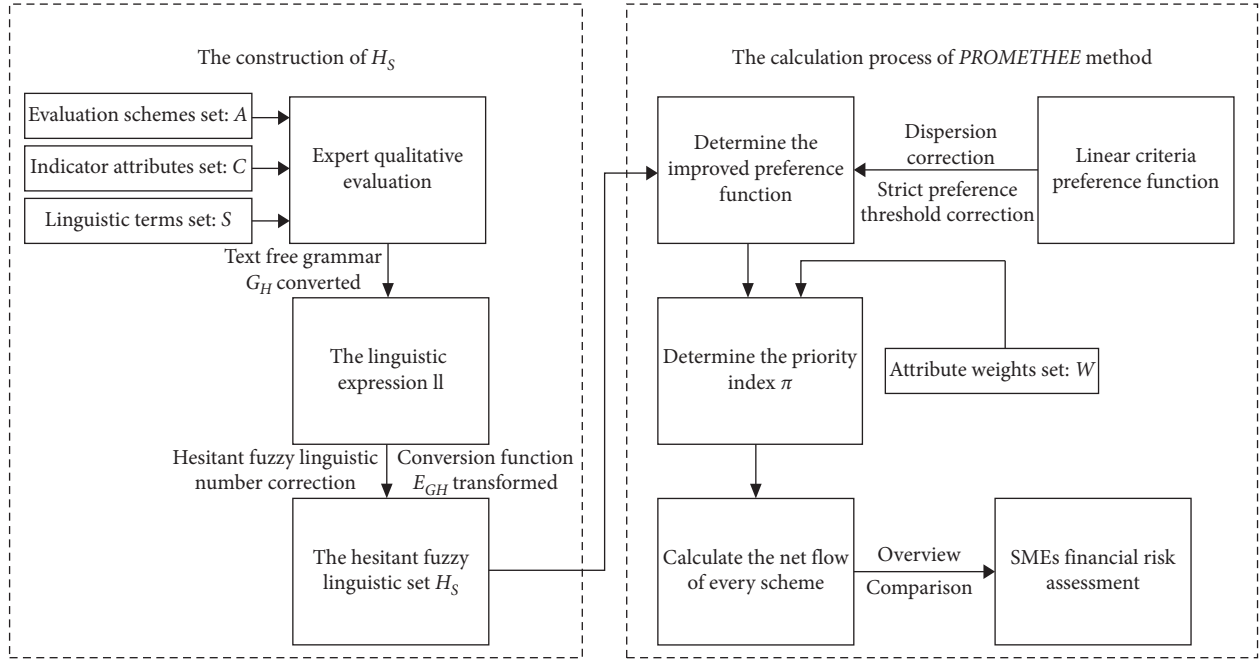 The construction of H_S
Evaluation schemes set: A
Indicator attributes set: C
Linguistic terms set: S
Expert qualitative
evaluation
Text free grammar
G_H converted
The linguistic
expression ll
Hesitant fuzzy linguistic
number correction
Conversion function
E_GH transformed
The hesitant fuzzy
linguistic set H_S
The calculation process of PROMETHEE method
Determine the
improved preference
function
Dispersion
correction
Strict preference
threshold correction
Linear criteria
preference function
Determine the priority
index π
Attribute weights set: W
Calculate the net flow
of every scheme
Overview
Comparison
SMEs financial risk
assessment